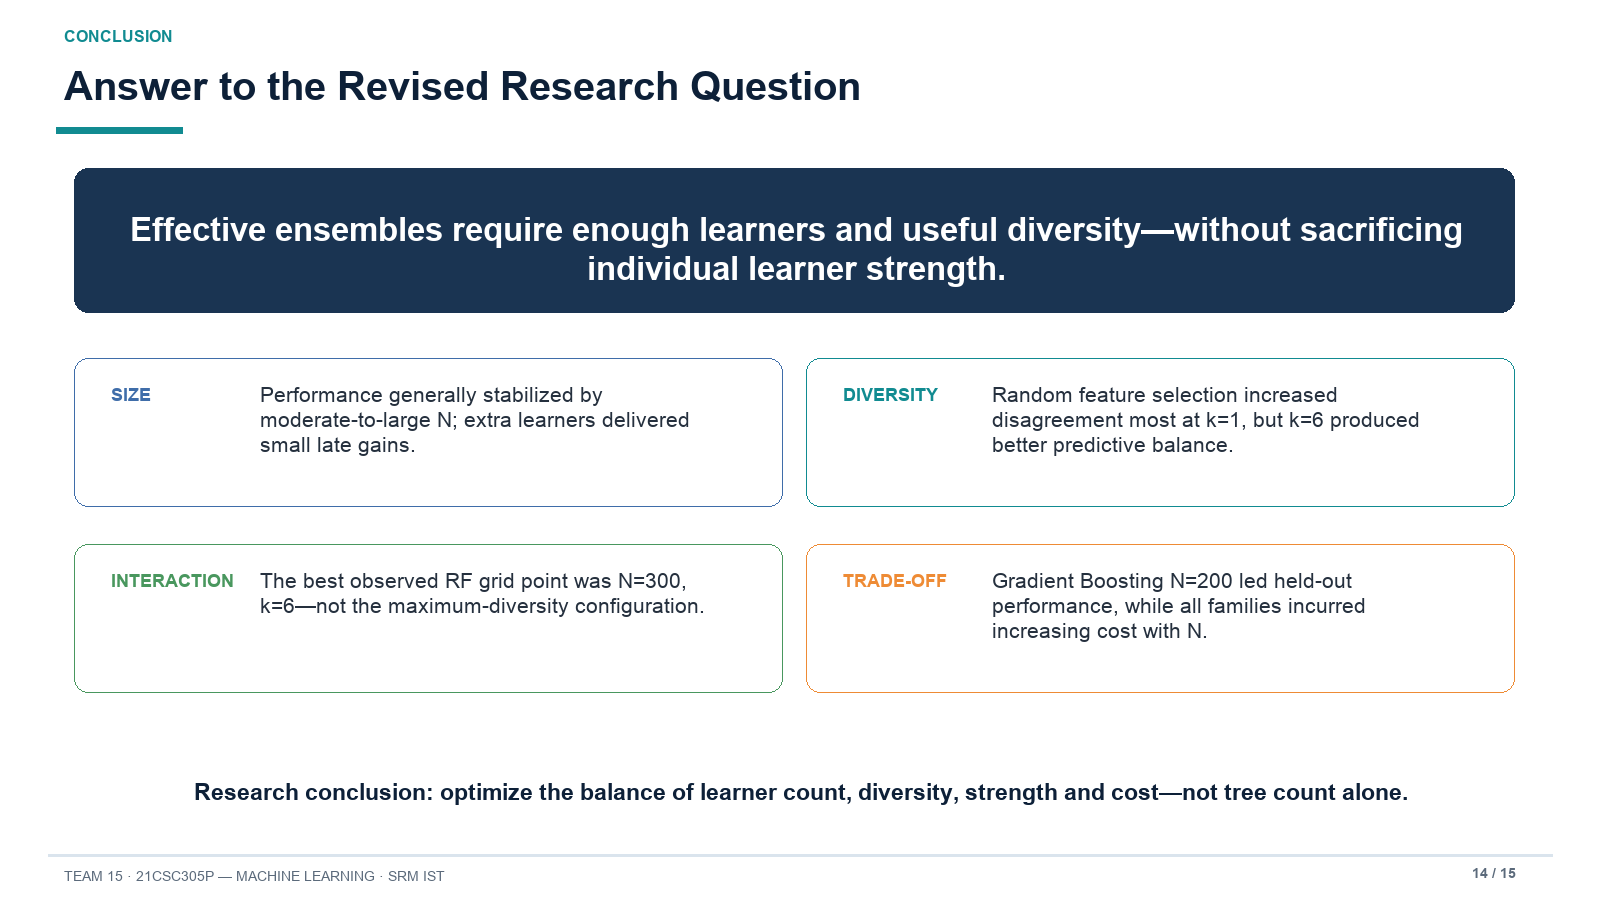 CONCLUSION
Answer to the Revised Research Question
Effective ensembles require enough learners and useful diversity—without sacrificing
individual learner strength.
SIZE
Performance generally stabilized by
moderate-to-large N; extra learners delivered
small late gains.
DIVERSITY
Random feature selection increased
disagreement most at k=1, but k=6 produced
better predictive balance.
INTERACTION
The best observed RF grid point was N=300,
k=6—not the maximum-diversity configuration.
TRADE-OFF
Gradient Boosting N=200 led held-out
performance, while all families incurred
increasing cost with N.
Research conclusion: optimize the balance of learner count, diversity, strength and cost—not tree count alone.
TEAM 15 · 21CSC305P — MACHINE LEARNING · SRM IST
14 / 15